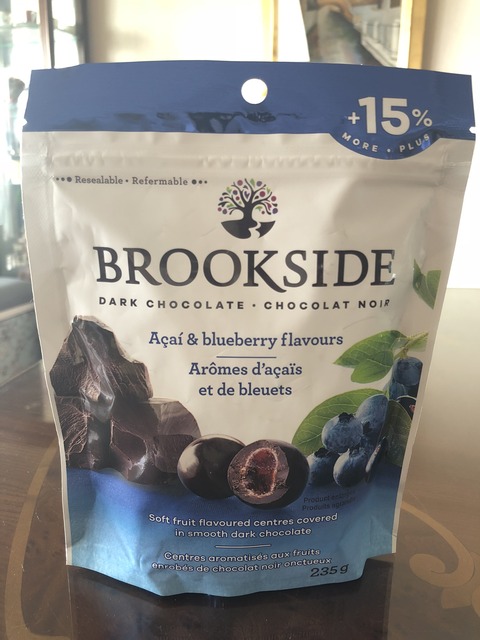 +15%
MORE • PLUS
Resealable • Refermable
BROOKSIDE
DARK CHOCOLATE • CHOCOLAT NOIR
Açaí & blueberry flavours
Arômes d'açaïs
et de bleuets
Soft fruit flavoured centres covered
in smooth dark chocolate
Centres aromatisés aux fruits
enrobés de chocolat noir onctueux
235 g